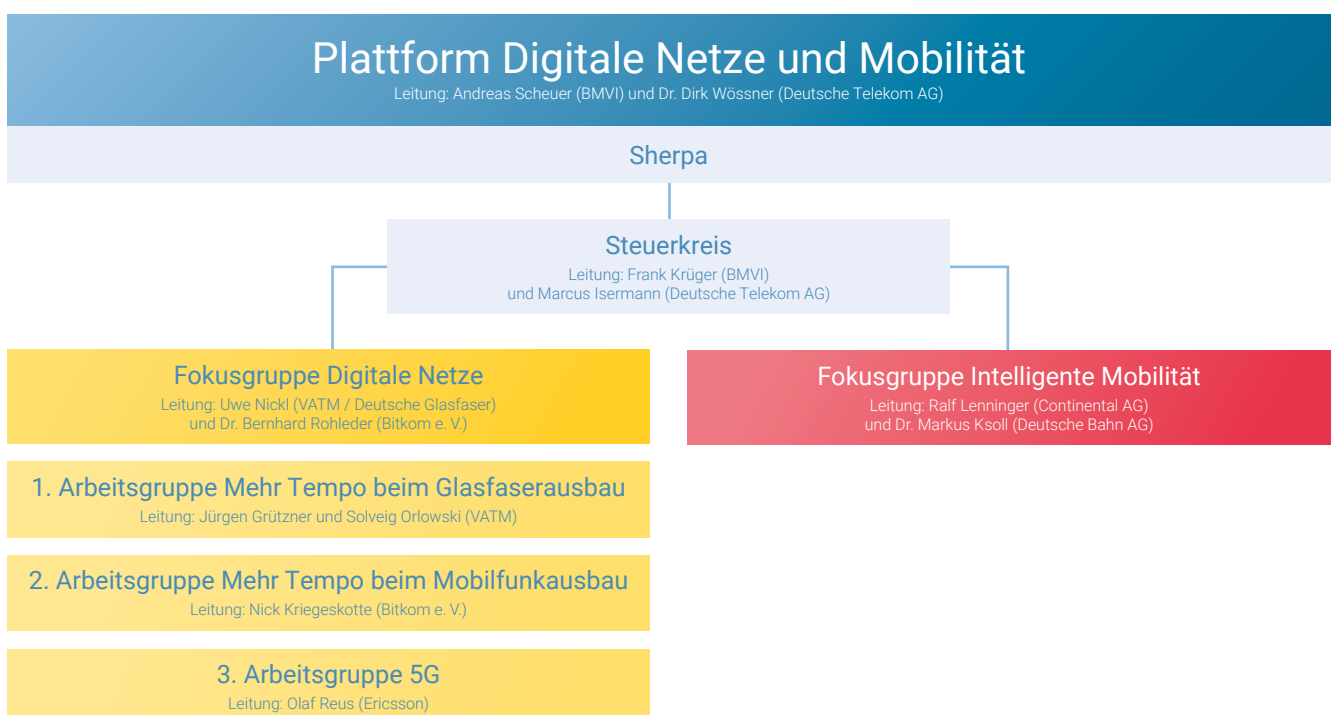 Plattform Digitale Netze und Mobilität
Leitung: Andreas Scheuer (BMVI) und Dr. Dirk Wössner (Deutsche Telekom AG)
Sherpa
Steuerkreis
Leitung: Frank Krüger (BMVI)
und Marcus Isermann (Deutsche Telekom AG)
Fokusgruppe Digitale Netze
Leitung: Uwe Nickl (VATM / Deutsche Glasfaser)
und Dr. Bernhard Rohleder (Bitkom e. V.)
Fokusgruppe Intelligente Mobilität
Leitung: Ralf Lenninger (Continental AG)
und Dr. Markus Ksoll (Deutsche Bahn AG)
1. Arbeitsgruppe Mehr Tempo beim Glasfaserausbau
Leitung: Jürgen Grützner und Solveig Orlowski (VATM)
2. Arbeitsgruppe Mehr Tempo beim Mobilfunkausbau
Leitung: Nick Kriegeskotte (Bitkom e. V.)
3. Arbeitsgruppe 5G
Leitung: Olaf Reus (Ericsson)